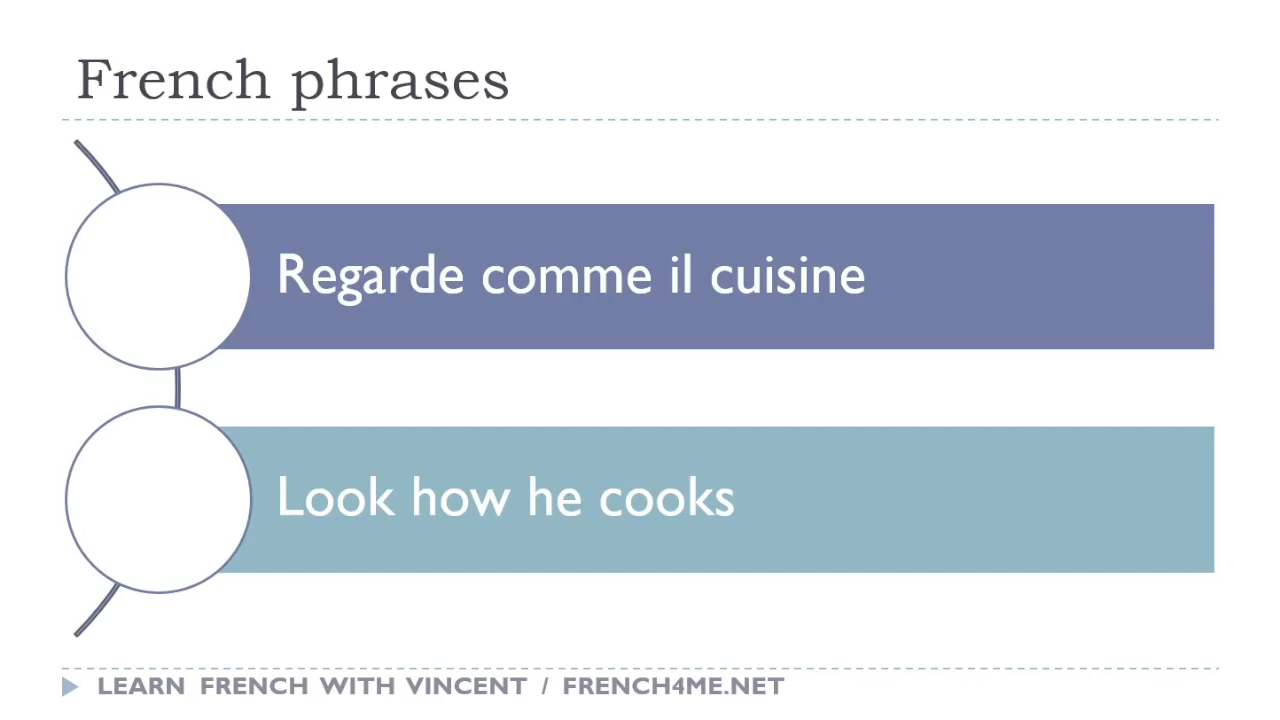 French phrases
Regarde comme il cuisine
Look how he cooks
LEARN FRENCH WITH VINCENT / FRENCH4ME.NET